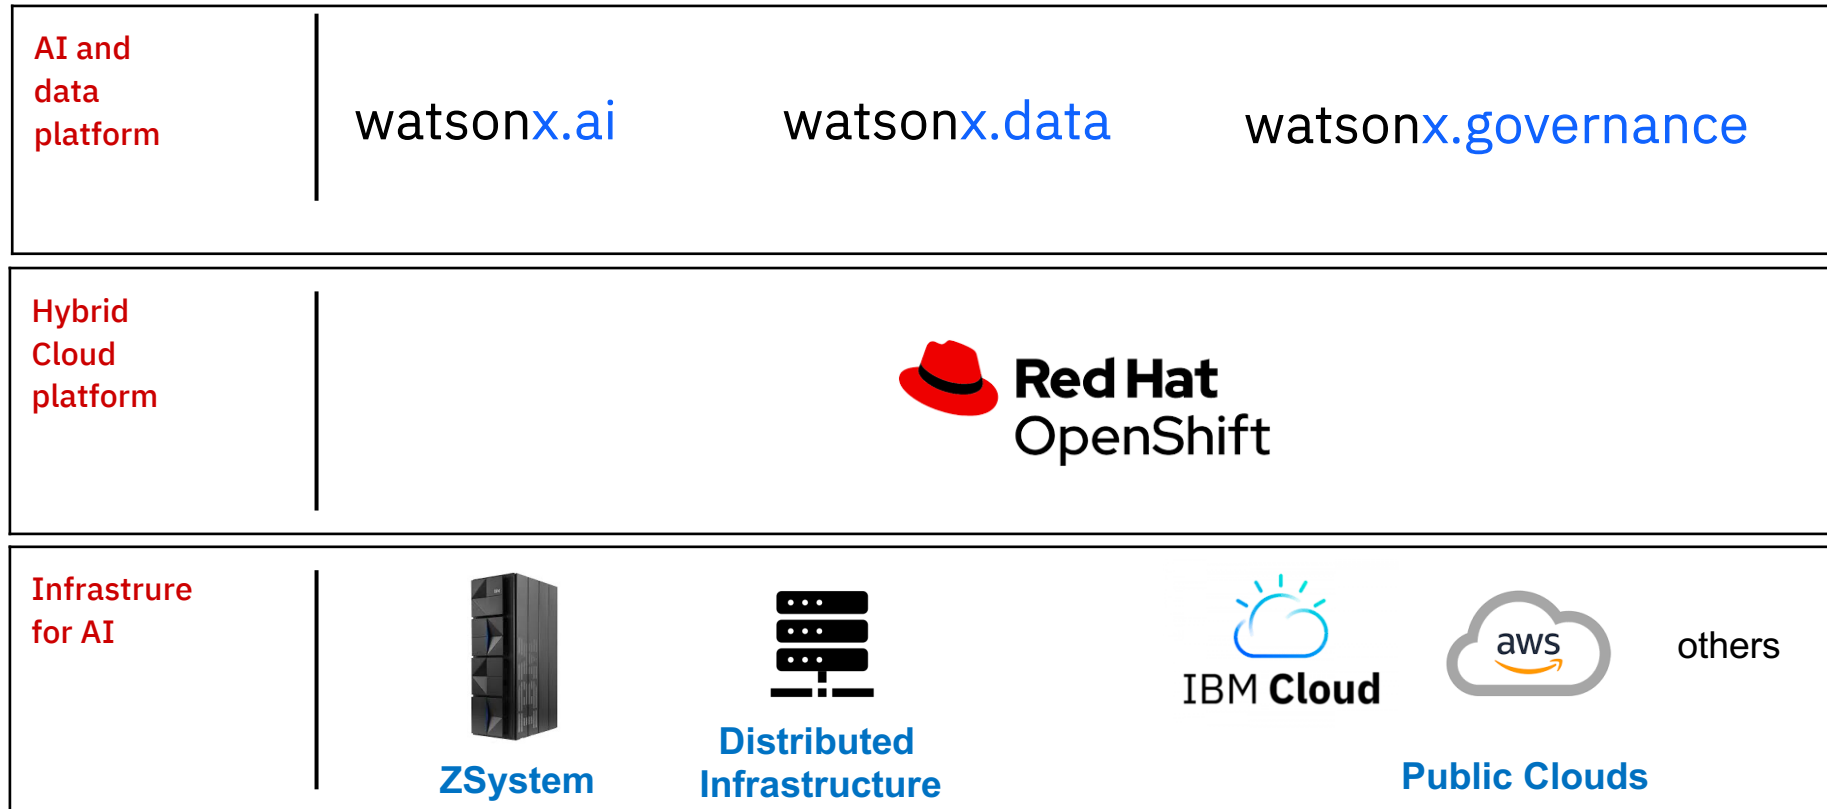 AI and
data
platform
watsonx.ai
watsonx.data
watsonx.governance
Hybrid
Cloud
platform
Red Hat
OpenShift
Infrastrure
for AI
ZSystem
Distributed
Infrastructure
IBM Cloud
aws
others
Public Clouds